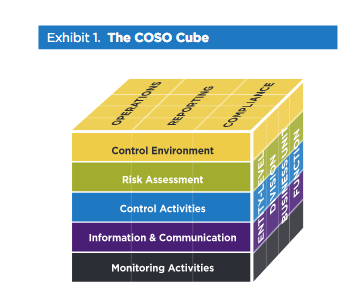 Exhibit 1. The COSO Cube
OPERATIONS
REPORTING
COMPLIANCE
Control Environment
Risk Assessment
Control Activities
Information & Communication
Monitoring Activities
ENTITY-LEVEL
DIVISION
BUSINESS UNIT
FUNCTION